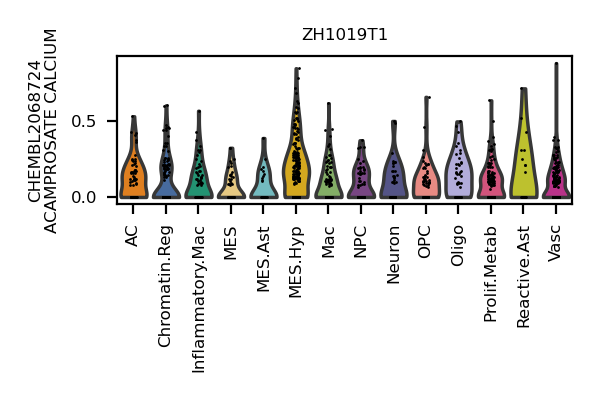 ZH1019T1
CHEMBL2068724
ACAMPROSATE CALCIUM
0.5
0.0
AC
Chromatin.Reg
Inflammatory.Mac
MES
MES.Ast
MES.Hyp
Mac
NPC
Neuron
OPC
Oligo
Prolif.Metab
Reactive.Ast
Vasc